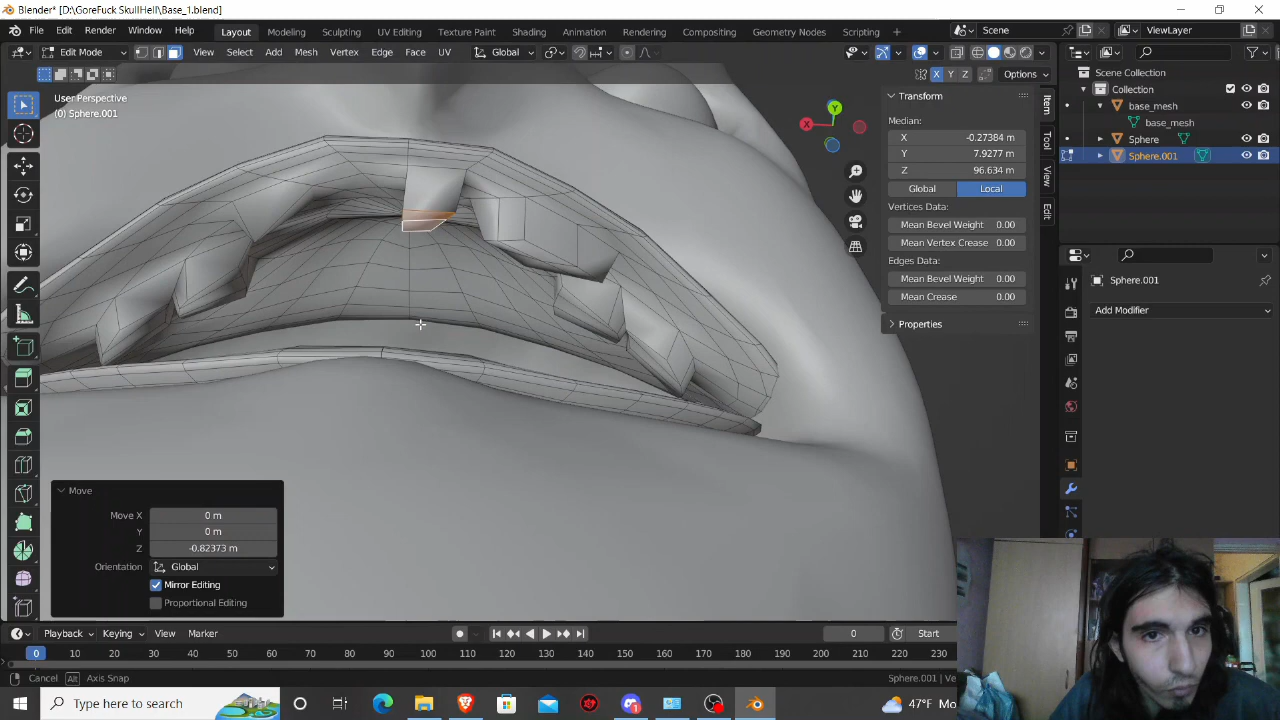 Blender* [D:\GoreFuck SkullHell\Base_1.blend]
File Edit Render Window Help Layout Modeling Sculpting UV Editing Texture Paint Shading Animation Rendering Compositing Geometry Nodes Scripting + Scene ViewLayer
Edit Mode View Select Add Mesh Vertex Edge Face UV Global
X Y Z Options
User Perspective
(0) Sphere.001
Y
X
Transform
Median:
X -0.27384 m
Y 7.9277 m
Z 96.634 m
Global Local
Vertices Data:
Mean Bevel Weight 0.00
Mean Vertex Crease 0.00
Edges Data:
Mean Bevel Weight 0.00
Mean Crease 0.00
Properties
Item
Tool
View
Edit
Scene Collection
Collection
base_mesh
base_mesh
Sphere
Sphere.001
Sphere.001
Add Modifier
Move
Move X 0 m
Y 0 m
Z -0.82373 m
Orientation Global
Mirror Editing
Proportional Editing
Playback Keying View Marker 0 Start
0 10 20 30 40 50 60 70 80 90 100 110 120 130 140 150 160 170 180 190 200 210 220 230
Cancel Alt Axis Snap Sphere.001 | Ve
Type here to search 1 47°F Mo